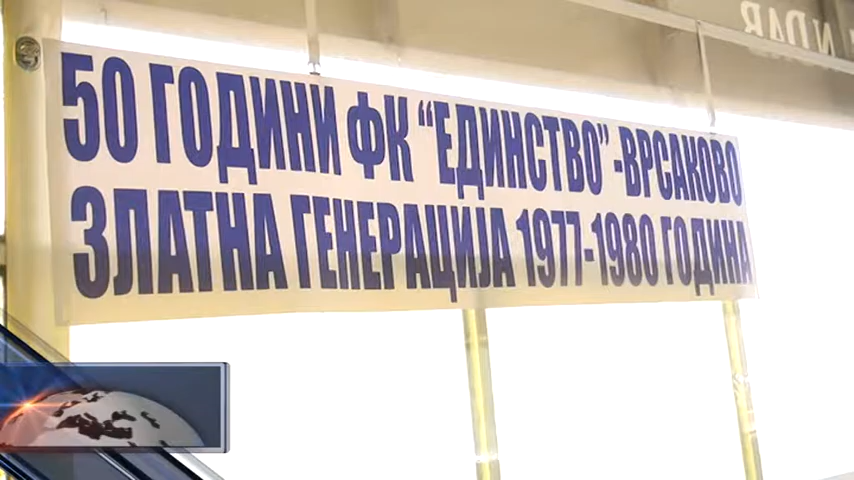 50 ГОДИНИ ФК “ЕДИНСТВО”-ВРСАКОВО
ЗЛАТНА ГЕНЕРАЦИЈА 1977-1980 ГОДИНА